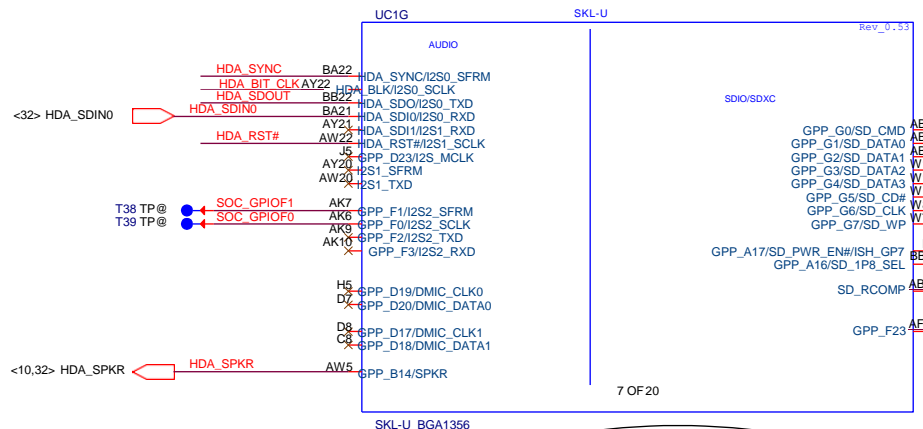 UC1G SKL-U
Rev_0.53
AUDIO
SDIO/SDXC
HDA_SYNC BA22 HDA_SYNC/I2S0_SFRM
HDA_BIT_CLK AY22 HDA_BLK/I2S0_SCLK
HDA_SDOUT BB22 HDA_SDO/I2S0_TXD
<32> HDA_SDIN0 HDA_SDIN0 BA21 HDA_SDI0/I2S0_RXD
AY21 HDA_SDI1/I2S1_RXD
HDA_RST# AW22 HDA_RST#/I2S1_SCLK
J5 GPP_D23/I2S_MCLK
AY20 I2S1_SFRM
AW20 I2S1_TXD
T38 TP@ SOC_GPIOF1 AK7 GPP_F1/I2S2_SFRM
T39 TP@ SOC_GPIOF0 AK6 GPP_F0/I2S2_SCLK
AK9 GPP_F2/I2S2_TXD
AK10 GPP_F3/I2S2_RXD
H5 GPP_D19/DMIC_CLK0
D7 GPP_D20/DMIC_DATA0
D8 GPP_D17/DMIC_CLK1
C8 GPP_D18/DMIC_DATA1
<10,32> HDA_SPKR HDA_SPKR AW5 GPP_B14/SPKR
GPP_G0/SD_CMD
GPP_G1/SD_DATA0
GPP_G2/SD_DATA1
GPP_G3/SD_DATA2
GPP_G4/SD_DATA3
GPP_G5/SD_CD#
GPP_G6/SD_CLK
GPP_G7/SD_WP
GPP_A17/SD_PWR_EN#/ISH_GP7
GPP_A16/SD_1P8_SEL
SD_RCOMP
GPP_F23
7 OF 20
SKL-U_BGA1356